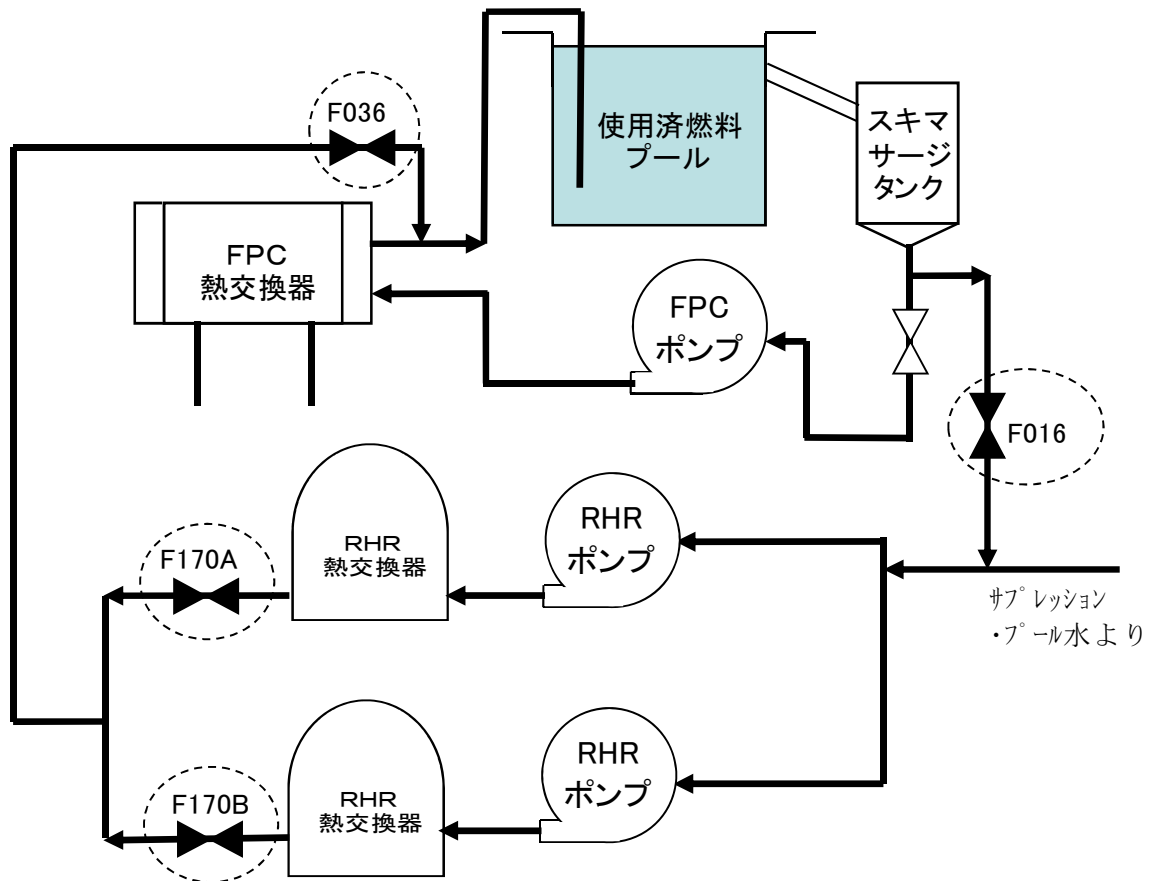 F036
使用済燃料
プール
スキマ
サージ
タンク
FPC
熱交換器
FPC
ポンプ
F016
F170A
RHR
熱交換器
RHR
ポンプ
サプレッション
・プール水より
F170B
RHR
熱交換器
RHR
ポンプ